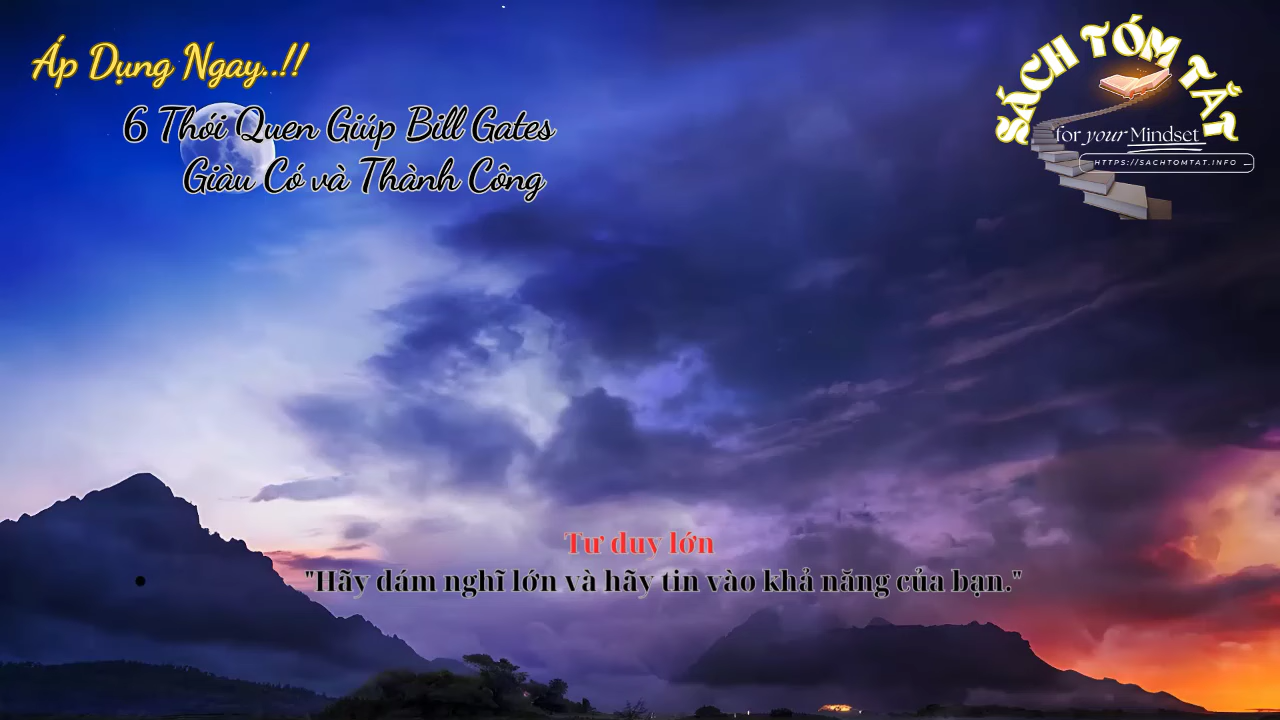 Áp Dụng Ngay..!!
6 Thói Quen Giúp Bill Gates
Giàu Có và Thành Công
SÁCH TÓM TẮT
for your Mindset
HTTPS://SACHTOMTAT.INFO
Tư duy lớn
"Hãy dám nghĩ lớn và hãy tin vào khả năng của bạn."